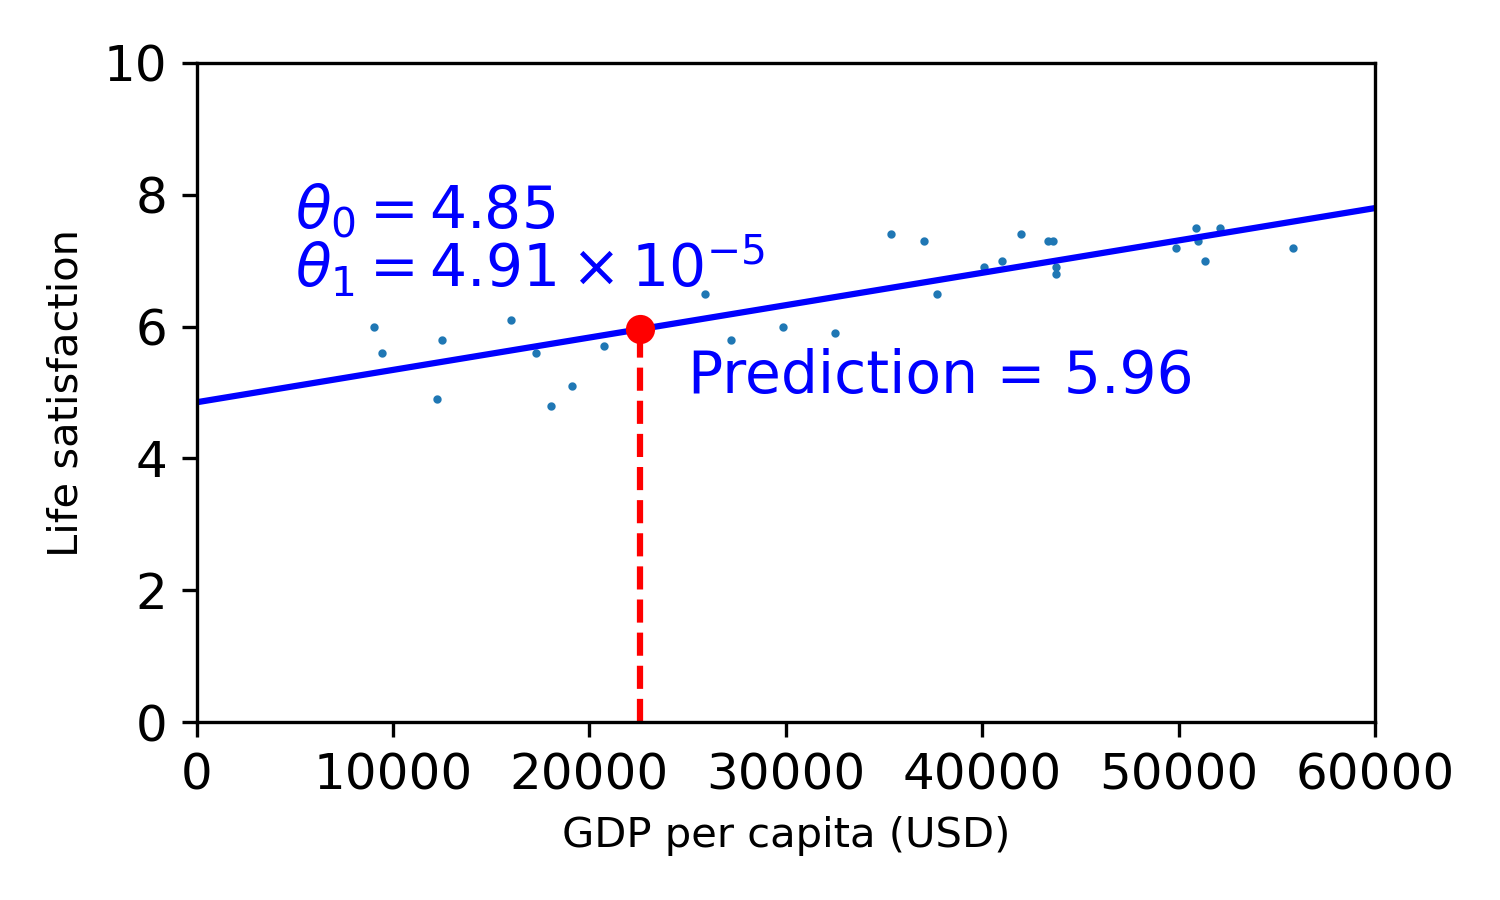 10
8
6
4
2
0
Life satisfaction
θ₀ = 4.85
θ₁ = 4.91 × 10⁻⁵
Prediction = 5.96
0 10000 20000 30000 40000 50000 60000
GDP per capita (USD)